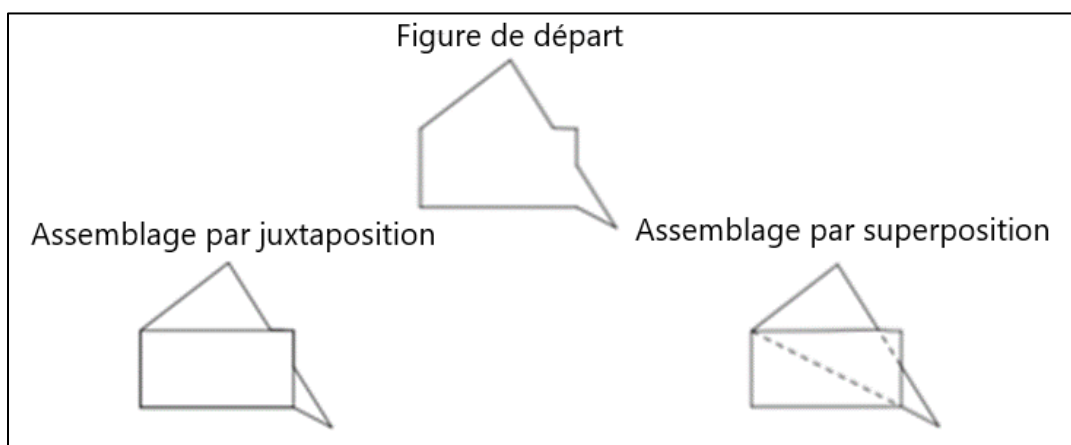 Figure de départ
Assemblage par juxtaposition
Assemblage par superposition